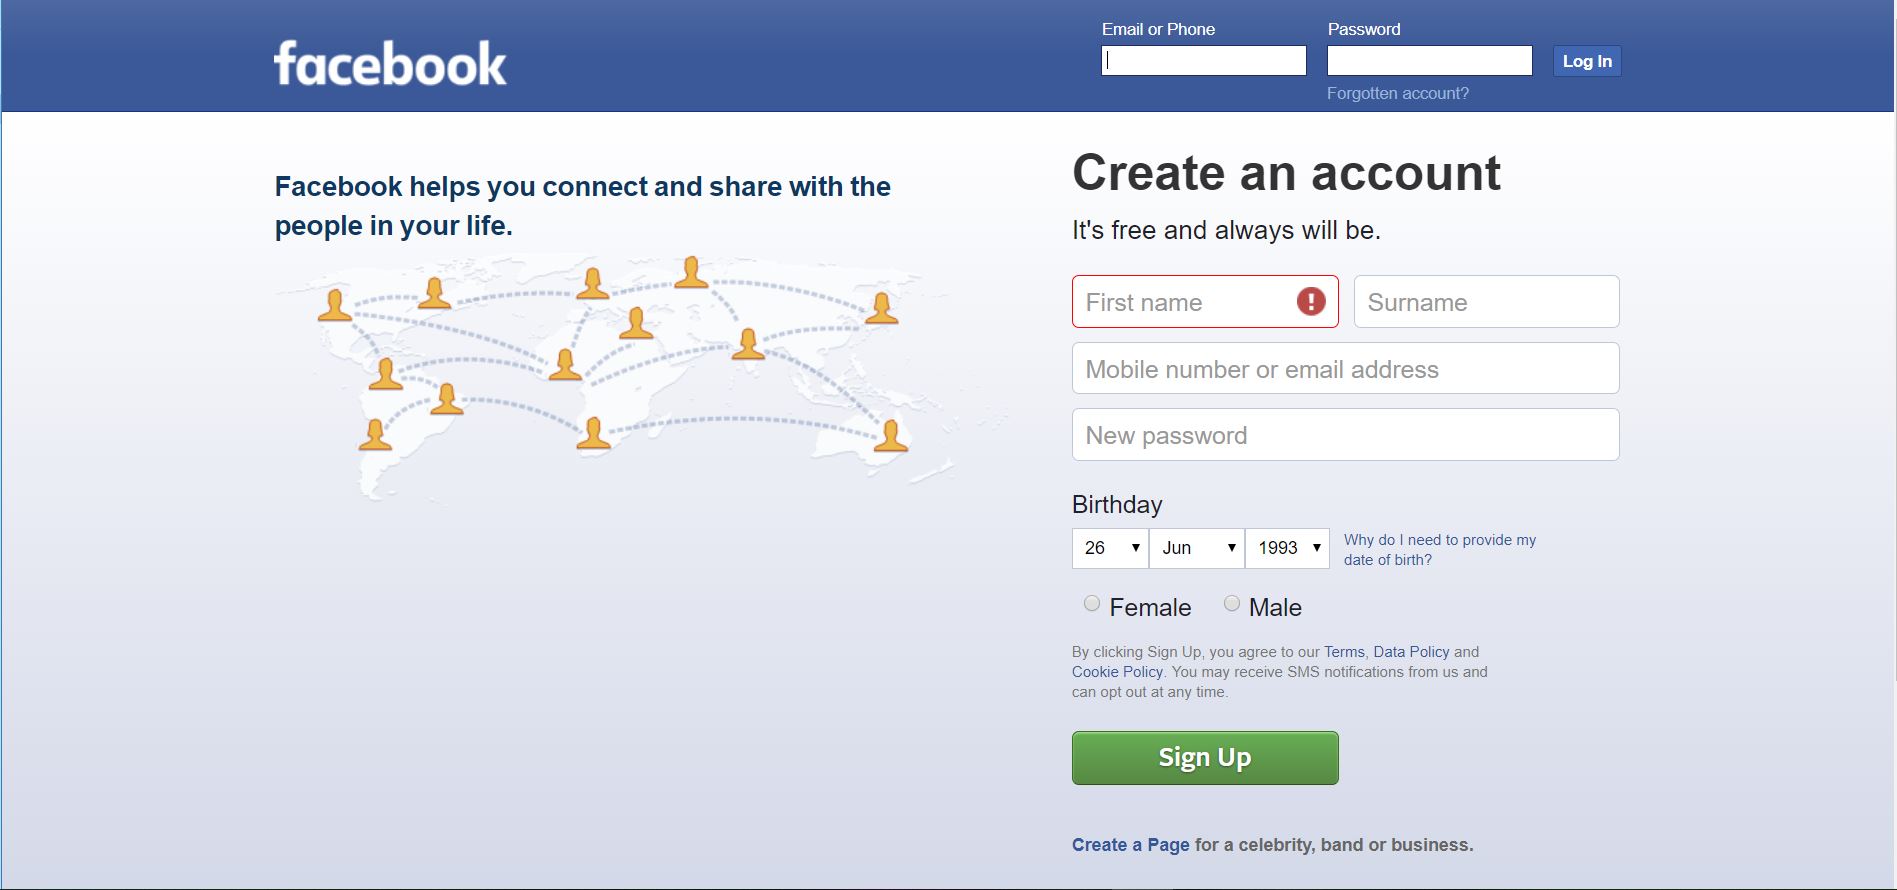 facebook
Email or Phone
Password
Log In
Forgotten account?
Facebook helps you connect and share with the
people in your life.
Create an account
It's free and always will be.
First name
Surname
Mobile number or email address
New password
Birthday
26
Jun
1993
Why do I need to provide my
date of birth?
Female
Male
By clicking Sign Up, you agree to our Terms, Data Policy and
Cookie Policy. You may receive SMS notifications from us and
can opt out at any time.
Sign Up
Create a Page for a celebrity, band or business.